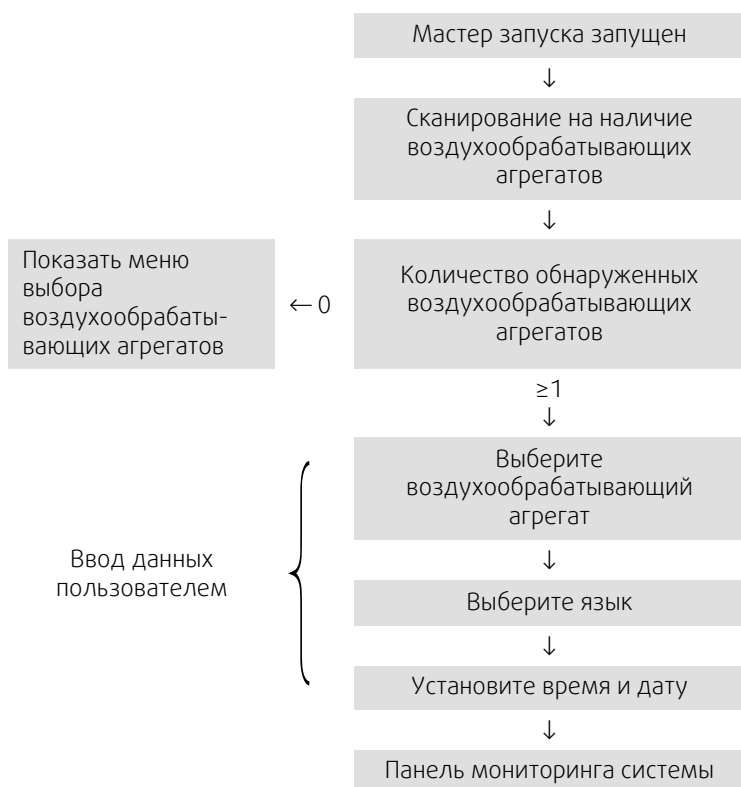 Мастер запуска запущен
↓
Сканирование на наличие
воздухообрабатывающих
агрегатов
↓
Показать меню
выбора
воздухообрабаты-
вающих агрегатов
← 0
Количество обнаруженных
воздухообрабатывающих
агрегатов
≥1
↓
Ввод данных
пользователем
Выберите
воздухообрабатывающий
агрегат
↓
Выберите язык
↓
Установите время и дату
↓
Панель мониторинга системы